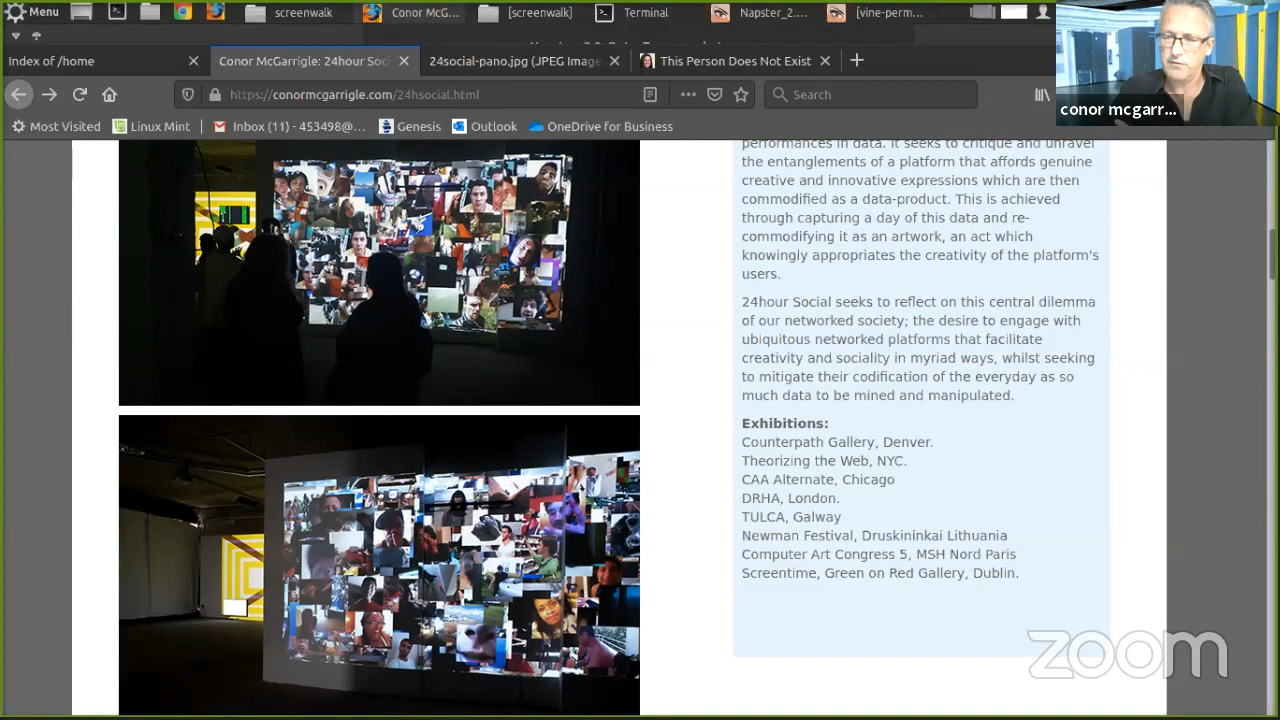 Menu
screenwalk
Conor McG...
[screenwalk]
Terminal
Napster_2....
[vine-perm...
Index of /home
Conor McGarrigle: 24hour Soci
24social-pano.jpg (JPEG Image
This Person Does Not Exist
https://conormcgarrigle.com/24hsocial.html
Search
conor mcgarr...
Most Visited
Linux Mint
Inbox (11) - 453498@...
Genesis
Outlook
OneDrive for Business
performances in data. It seeks to critique and unravel
the entanglements of a platform that affords genuine
creative and innovative expressions which are then
commodified as a data-product. This is achieved
through capturing a day of this data and re-
commodifying it as an artwork, an act which
knowingly appropriates the creativity of the platform's
users.
24hour Social seeks to reflect on this central dilemma
of our networked society; the desire to engage with
ubiquitous networked platforms that facilitate
creativity and sociality in myriad ways, whilst seeking
to mitigate their codification of the everyday as so
much data to be mined and manipulated.
Exhibitions:
Counterpath Gallery, Denver.
Theorizing the Web, NYC.
CAA Alternate, Chicago
DRHA, London.
TULCA, Galway
Newman Festival, Druskininkai Lithuania
Computer Art Congress 5, MSH Nord Paris
Screentime, Green on Red Gallery, Dublin.
zoom